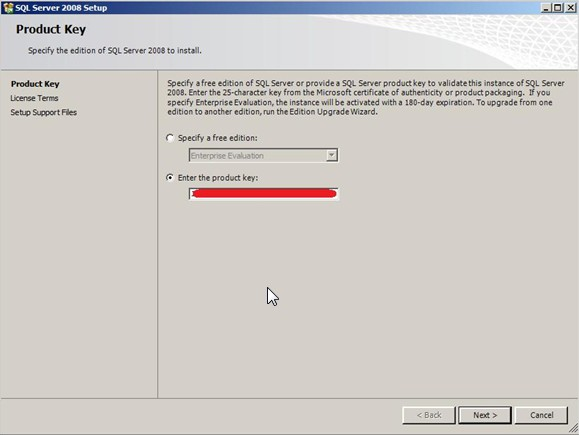 SQL Server 2008 Setup
Product Key
Specify the edition of SQL Server 2008 to install.
Product Key
License Terms
Setup Support Files
Specify a free edition of SQL Server or provide a SQL Server product key to validate this instance of SQL Server
2008. Enter the 25-character key from the Microsoft certificate of authenticity or product packaging. If you
specify Enterprise Evaluation, the instance will be activated with a 180-day expiration. To upgrade from one
edition to another edition, run the Edition Upgrade Wizard.
Specify a free edition:
Enterprise Evaluation
Enter the product key:
< Back
Next >
Cancel